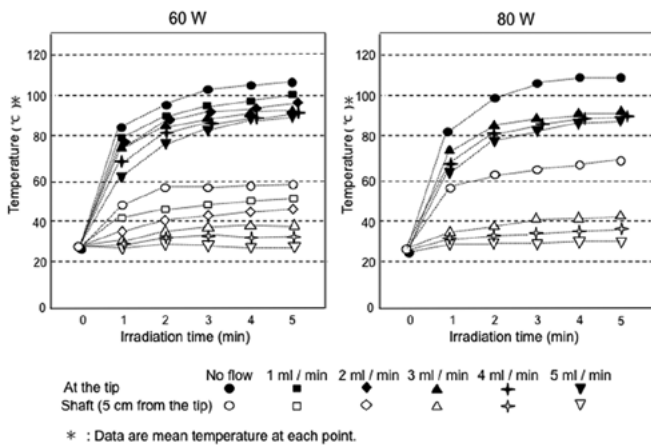 60 W
80 W
Temperature (℃)*
120
100
80
60
40
20
0
0 1 2 3 4 5
Irradiation time (min)
Temperature (℃)*
120
100
80
60
40
20
0
0 1 2 3 4 5
Irradiation time (min)
No flow 1 ml / min 2 ml / min 3 ml / min 4 ml / min 5 ml / min
At the tip
Shaft (5 cm from the tip)
* : Data are mean temperature at each point.